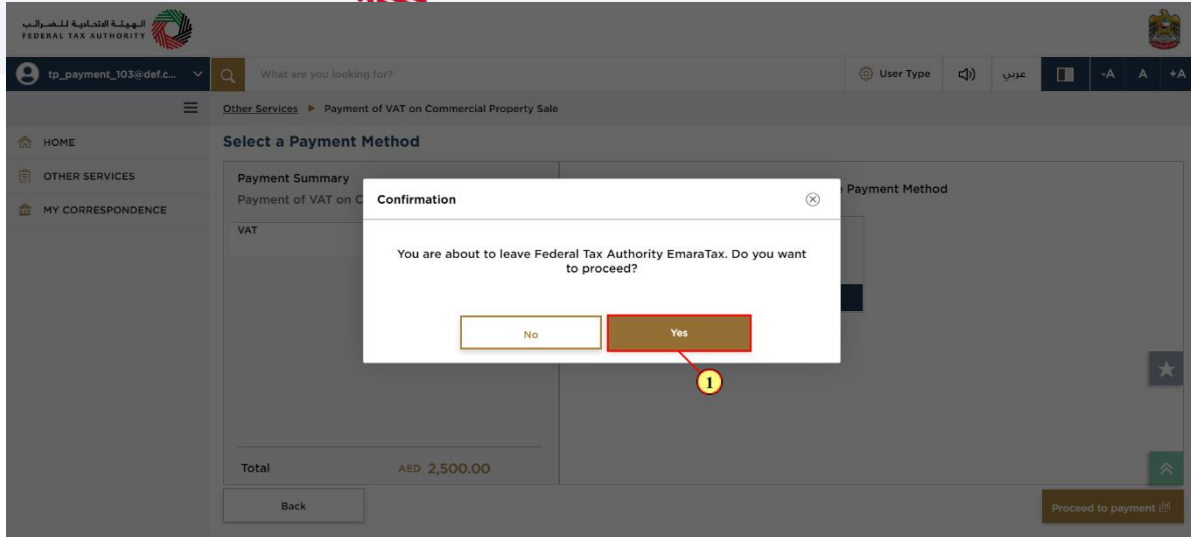 الهيئة الاتحادية للضرائب
FEDERAL TAX AUTHORITY
tp_payment_103@def.c...
What are you looking for?
User Type
عربي
-A
A
+A
Other Services ▶ Payment of VAT on Commercial Property Sale
HOME
OTHER SERVICES
MY CORRESPONDENCE
Select a Payment Method
Payment Summary
Payment of VAT on C
VAT
Payment Method
Confirmation
You are about to leave Federal Tax Authority EmaraTax. Do you want
to proceed?
No
Yes
1
Total
AED 2,500.00
Back
Proceed to payment